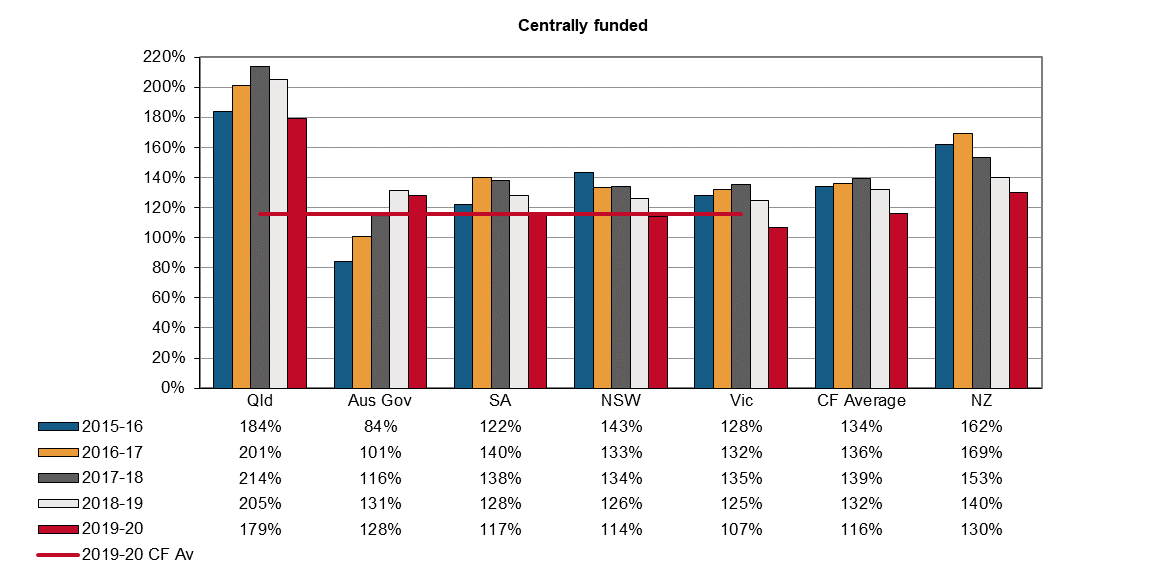 Centrally funded
220%
200%
180%
160%
140%
120%
100%
80%
60%
40%
20%
0%
Qld Aus Gov SA NSW Vic CF Average NZ
2015-16 184% 84% 122% 143% 128% 134% 162%
2016-17 201% 101% 140% 133% 132% 136% 169%
2017-18 214% 116% 138% 134% 135% 139% 153%
2018-19 205% 131% 128% 126% 125% 132% 140%
2019-20 179% 128% 117% 114% 107% 116% 130%
2019-20 CF Av